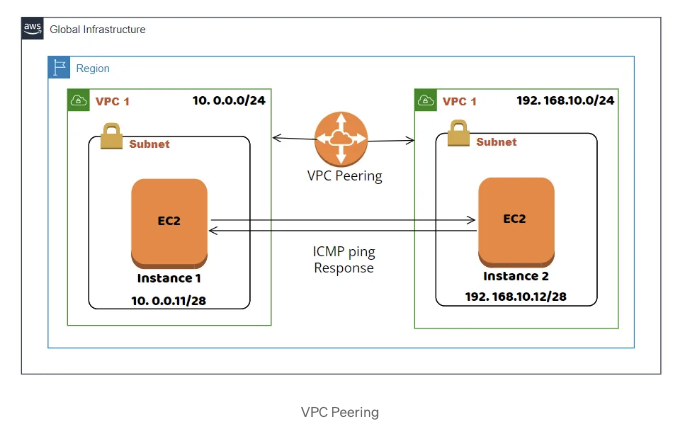 aws
Global Infrastructure
Region
VPC 1
10. 0.0.0/24
VPC 1
192. 168.10.0/24
Subnet
Subnet
VPC Peering
EC2
EC2
ICMP ping
Response
Instance 1
Instance 2
10. 0.0.11/28
192. 168.10.12/28
VPC Peering